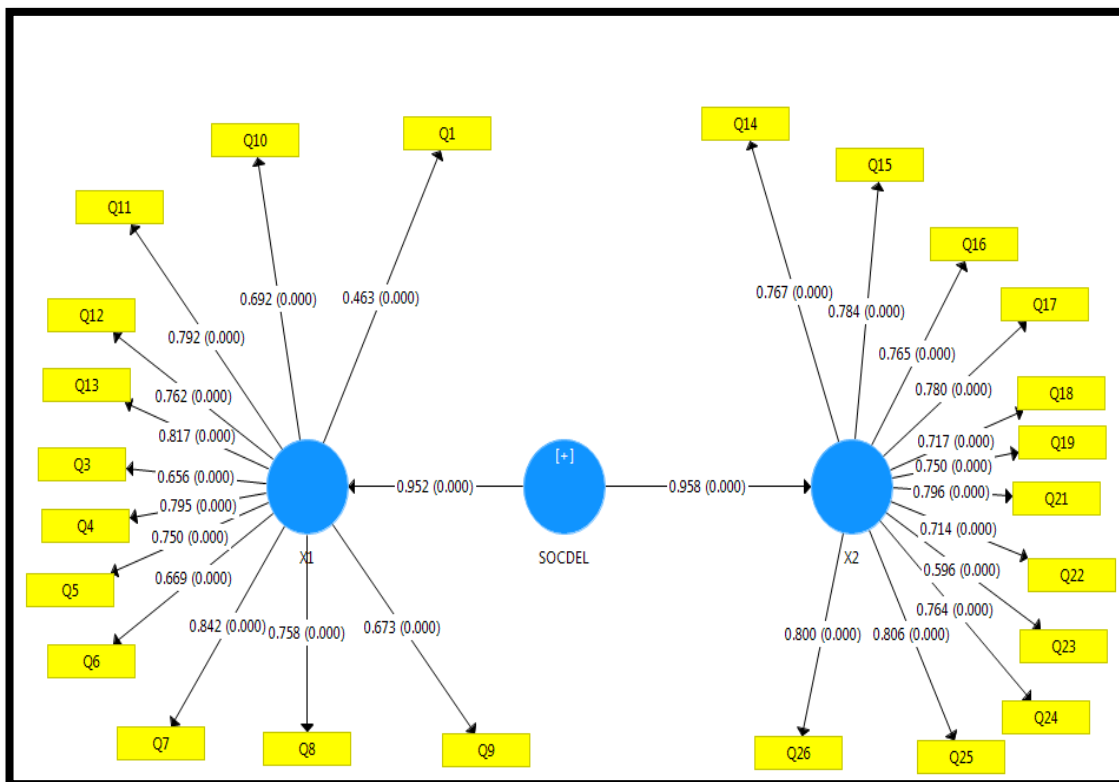 Q14
Q10
Q1
Q15
Q11
Q16
Q17
0.767 (0.000)
0.692 (0.000)
0.463 (0.000)
0.784 (0.000)
Q12
0.792 (0.000)
0.765 (0.000)
Q13
0.762 (0.000)
0.780 (0.000)
Q18
0.817 (0.000)
0.717 (0.000)
Q19
Q3
0.656 (0.000)
[+]
0.750 (0.000)
Q21
0.795 (0.000)
0.952 (0.000)
0.958 (0.000)
0.796 (0.000)
Q4
0.750 (0.000)
X1
SOCDEL
X2
0.714 (0.000)
Q22
Q5
0.669 (0.000)
0.596 (0.000)
0.764 (0.000)
0.842 (0.000)
0.758 (0.000)
0.673 (0.000)
0.800 (0.000)
0.806 (0.000)
Q23
Q6
Q24
Q7
Q8
Q9
Q26
Q25